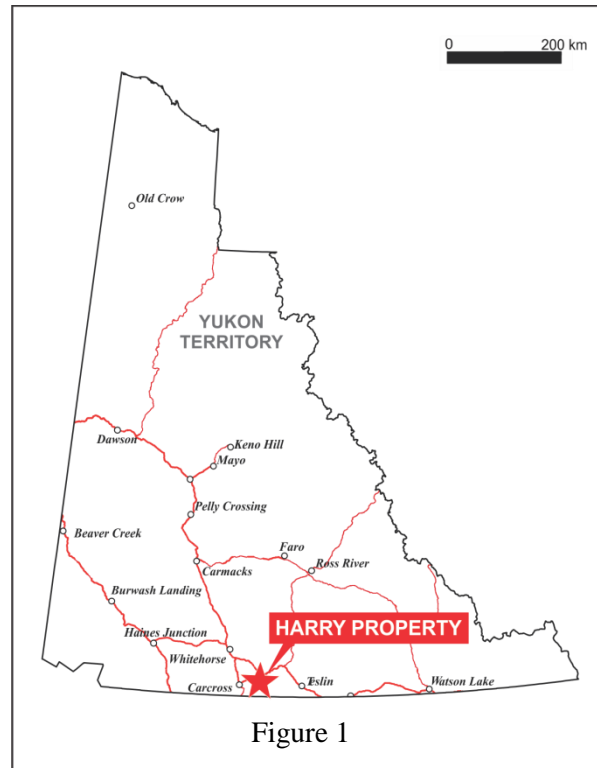 0 200 km
Old Crow
YUKON
TERRITORY
Dawson
Keno Hill
Mayo
Pelly Crossing
Beaver Creek
Faro
Ross River
Carmacks
Burwash Landing
HARRY PROPERTY
Haines Junction
Whitehorse
Carcross
Teslin
Watson Lake
Figure 1